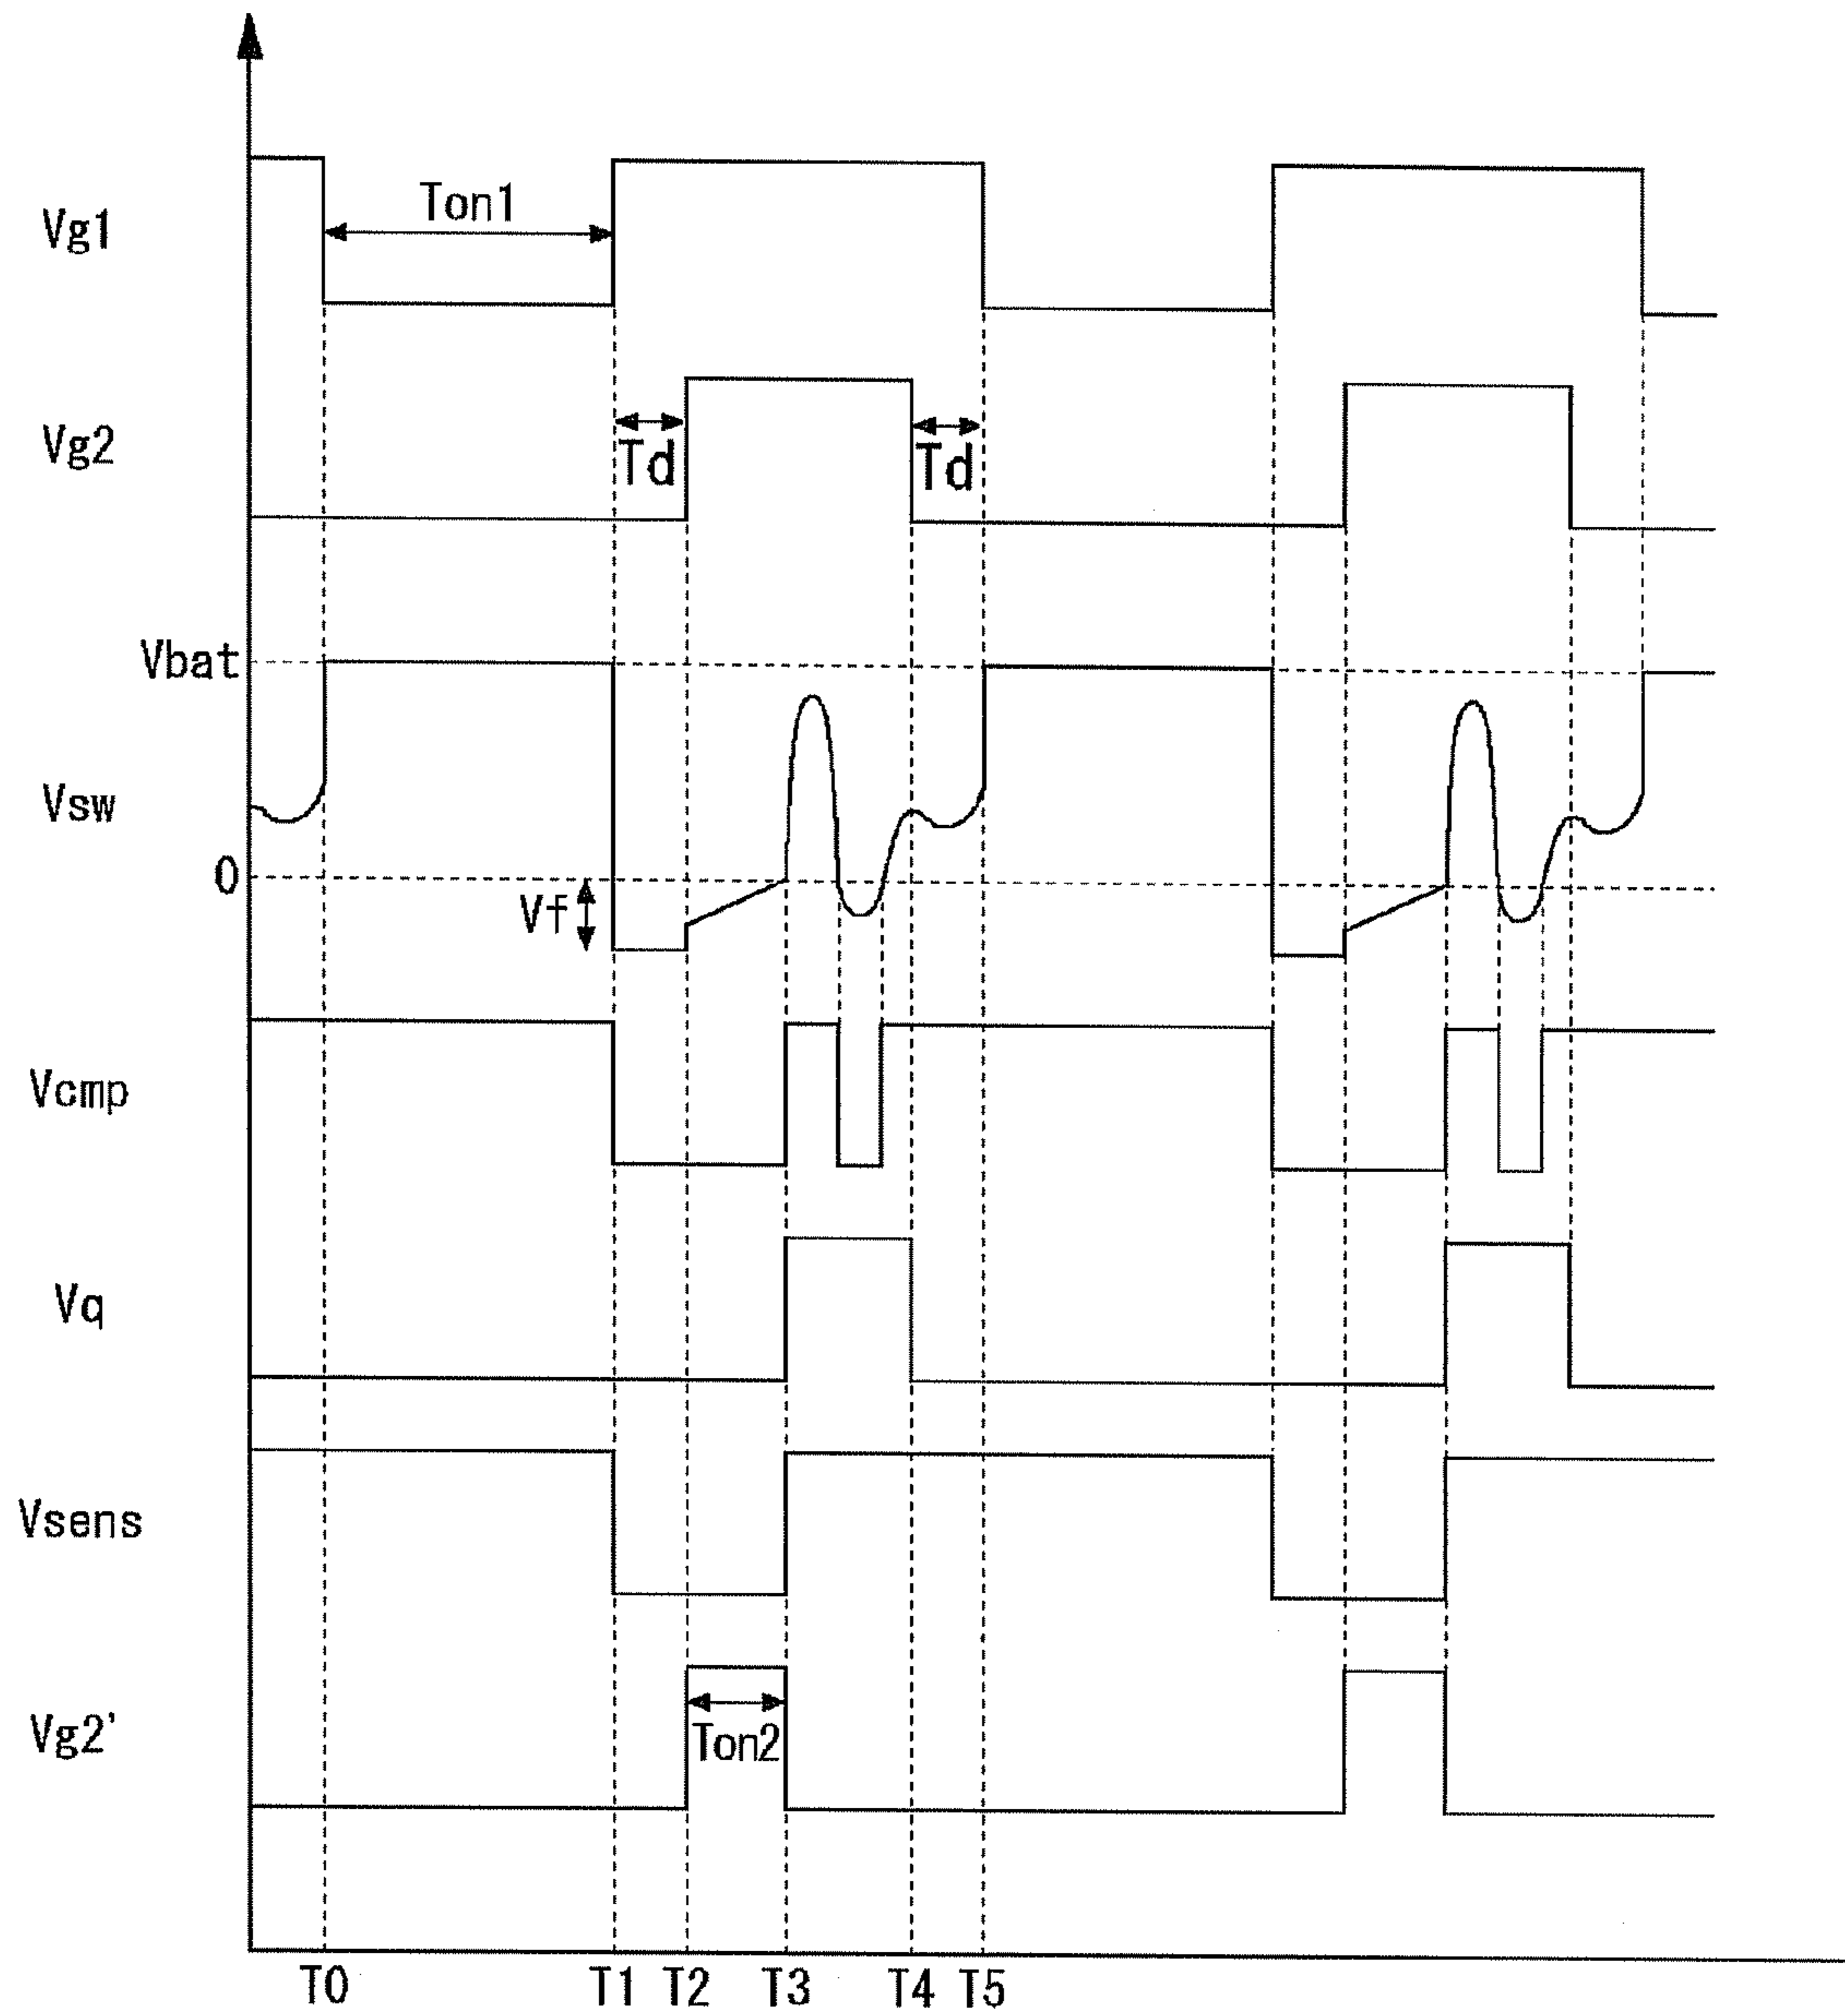 Vg1
Ton1
Vg2
Td
Td
Vbat
Vsw
0
Vf
Vcmp
Vq
Vsens
Vg2'
Ton2
T0 T1 T2 T3 T4 T5